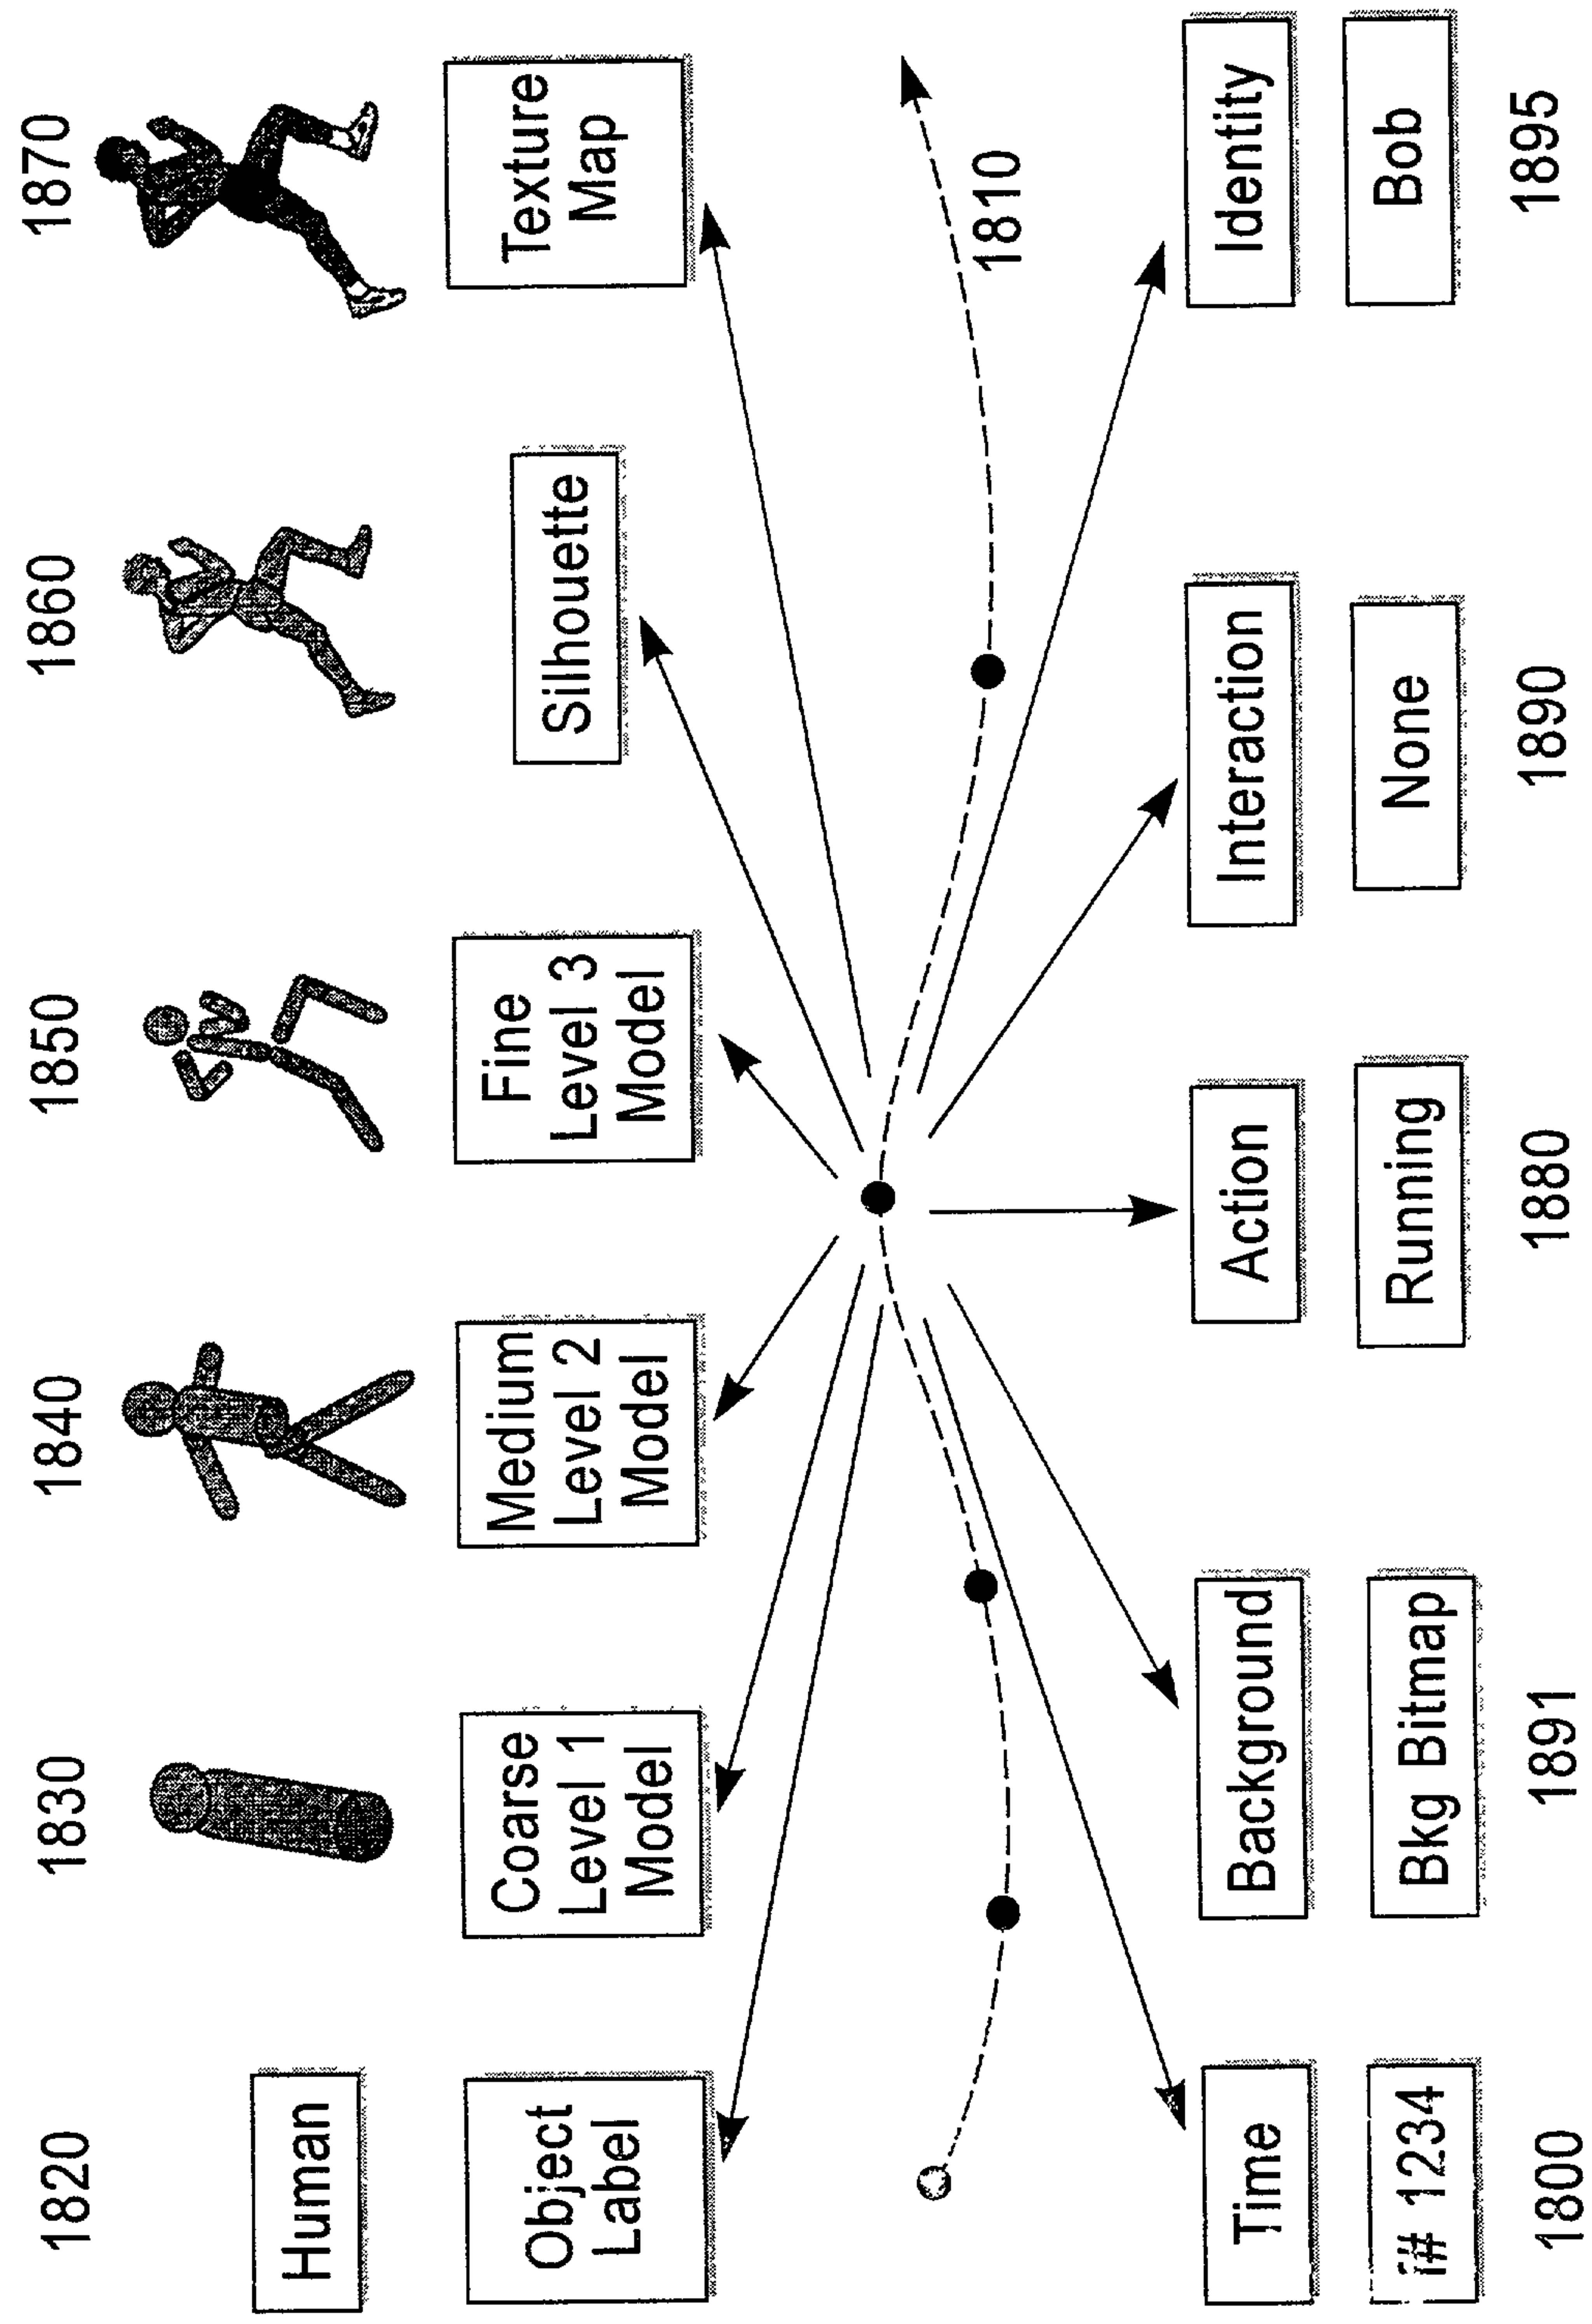 1820
1830
1840
1850
1860
1870
Human
Object
Label
Coarse
Level 1
Model
Medium
Level 2
Model
Fine
Level 3
Model
Silhouette
Texture
Map
1810
Time
Background
Action
Interaction
Identity
# 1234
Bkg Bitmap
Running
None
Bob
1800
1891
1880
1890
1895